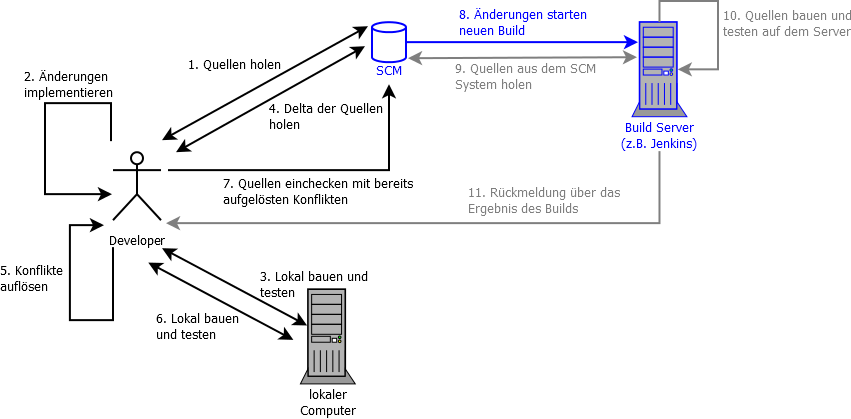 8. Änderungen starten
neuen Build
10. Quellen bauen und
testen auf dem Server
1. Quellen holen
SCM
9. Quellen aus dem SCM
System holen
2. Änderungen
implementieren
4. Delta der Quellen
holen
Build Server
(z.B. Jenkins)
7. Quellen einchecken mit bereits
aufgelösten Konflikten
11. Rückmeldung über das
Ergebnis des Builds
Developer
5. Konflikte
auflösen
3. Lokal bauen und
testen
6. Lokal bauen
und testen
lokaler
Computer